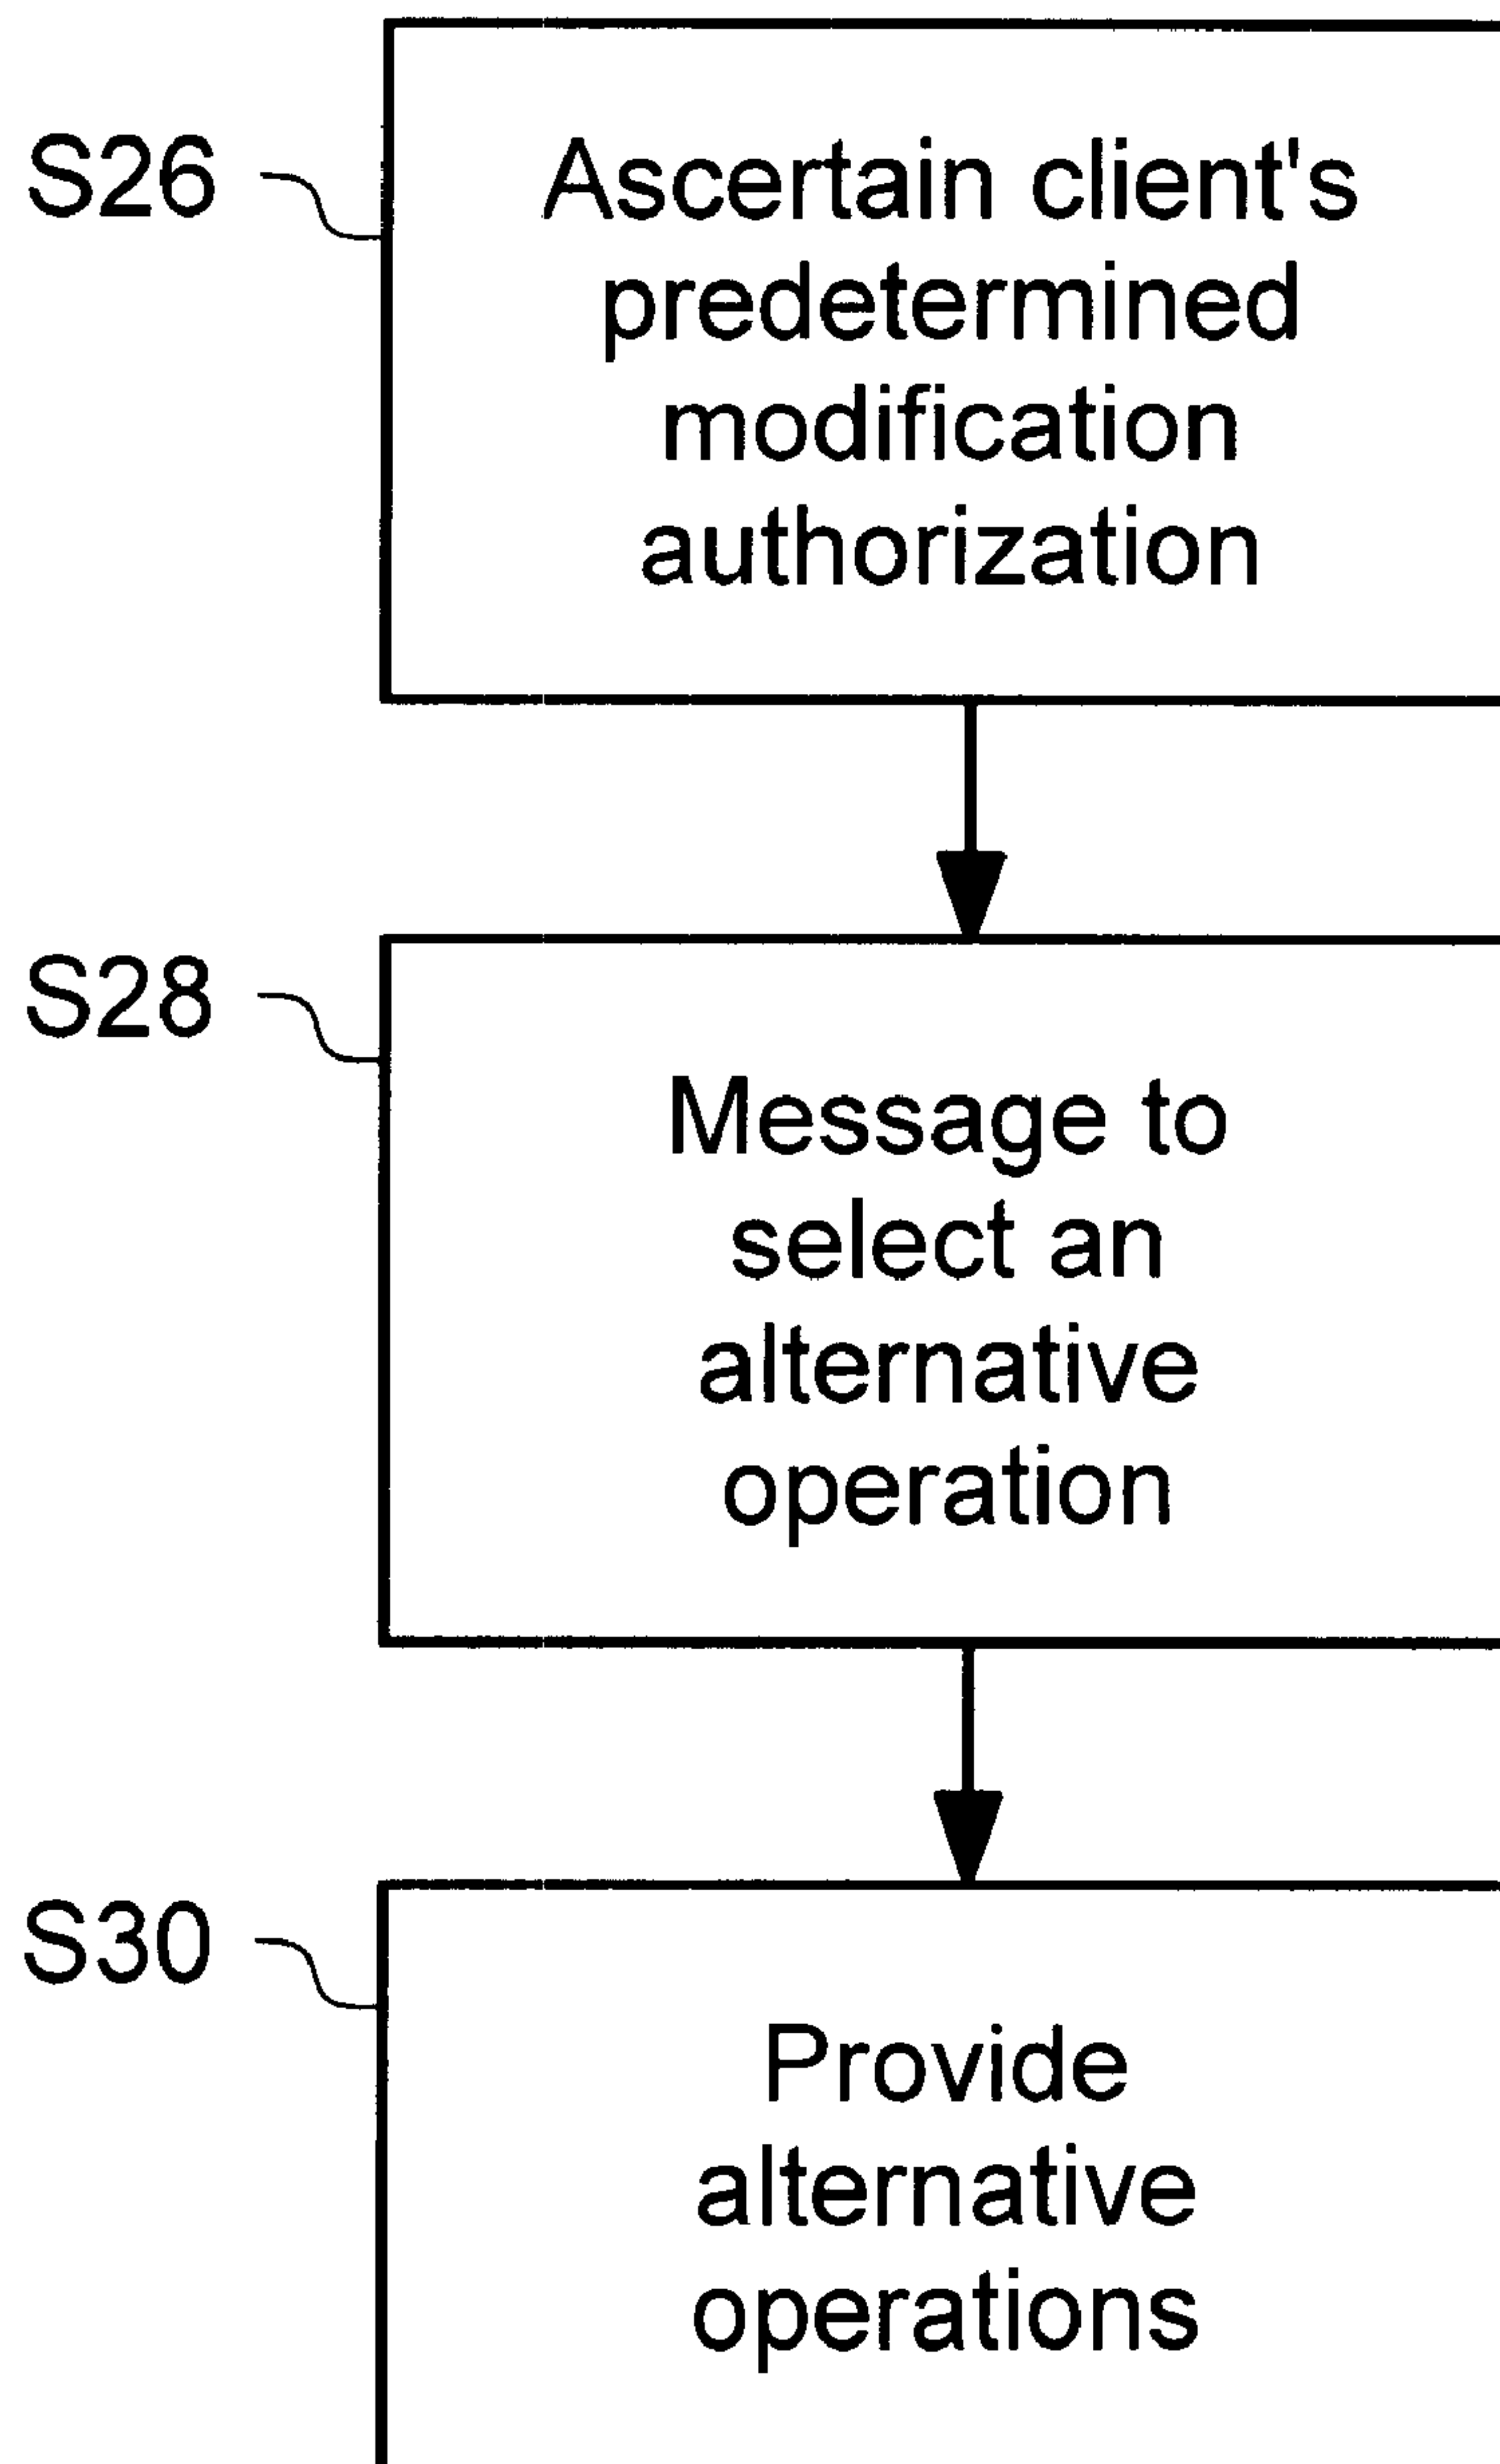 S26
Ascertain client's
predetermined
modification
authorization
S28
Message to
select an
alternative
operation
S30
Provide
alternative
operations